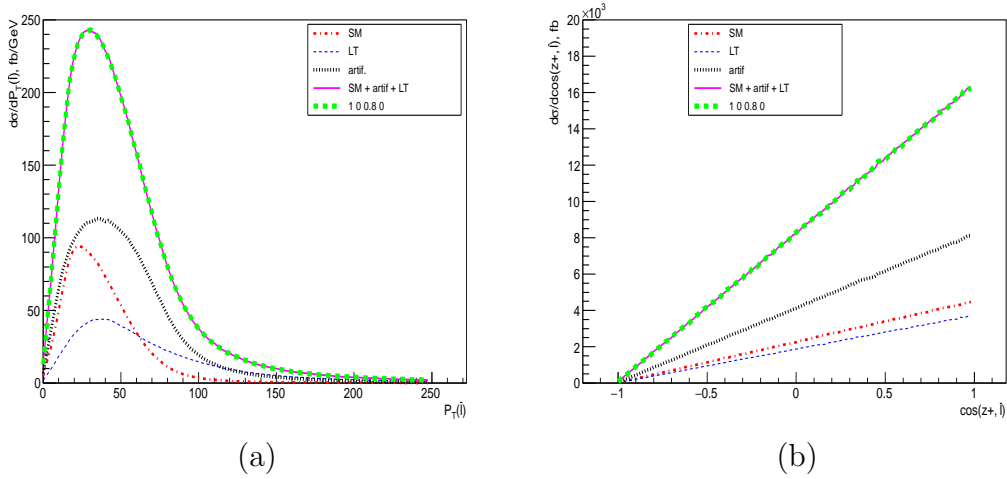 dσ/dP_T(l̂), fb/GeV
250
200
150
100
50
0
0
50
100
150
200
250
P_T(l̂)
SM
LT
artif.
SM + artif + LT
1 0 0.8 0
(a)
dσ/dcos(z+, l̂), fb
×10³
20
18
16
14
12
10
8
6
4
2
0
−1
−0.5
0
0.5
1
cos(z+, l̂)
SM
LT
artif
SM + artif + LT
1 0 0.8 0
(b)